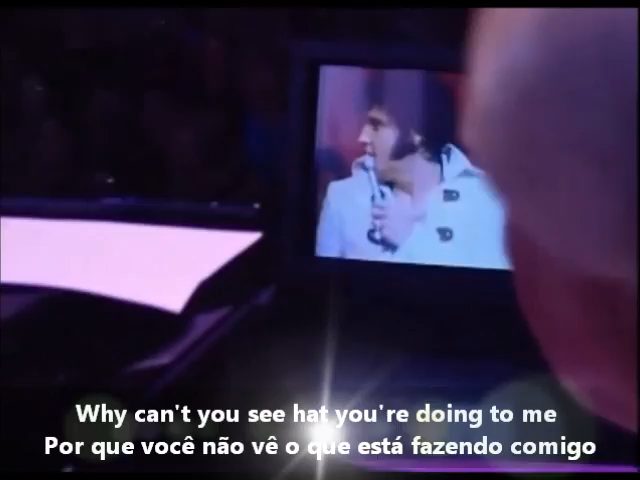 Why can't you see hat you're doing to me
Por que você não vê o que está fazendo comigo